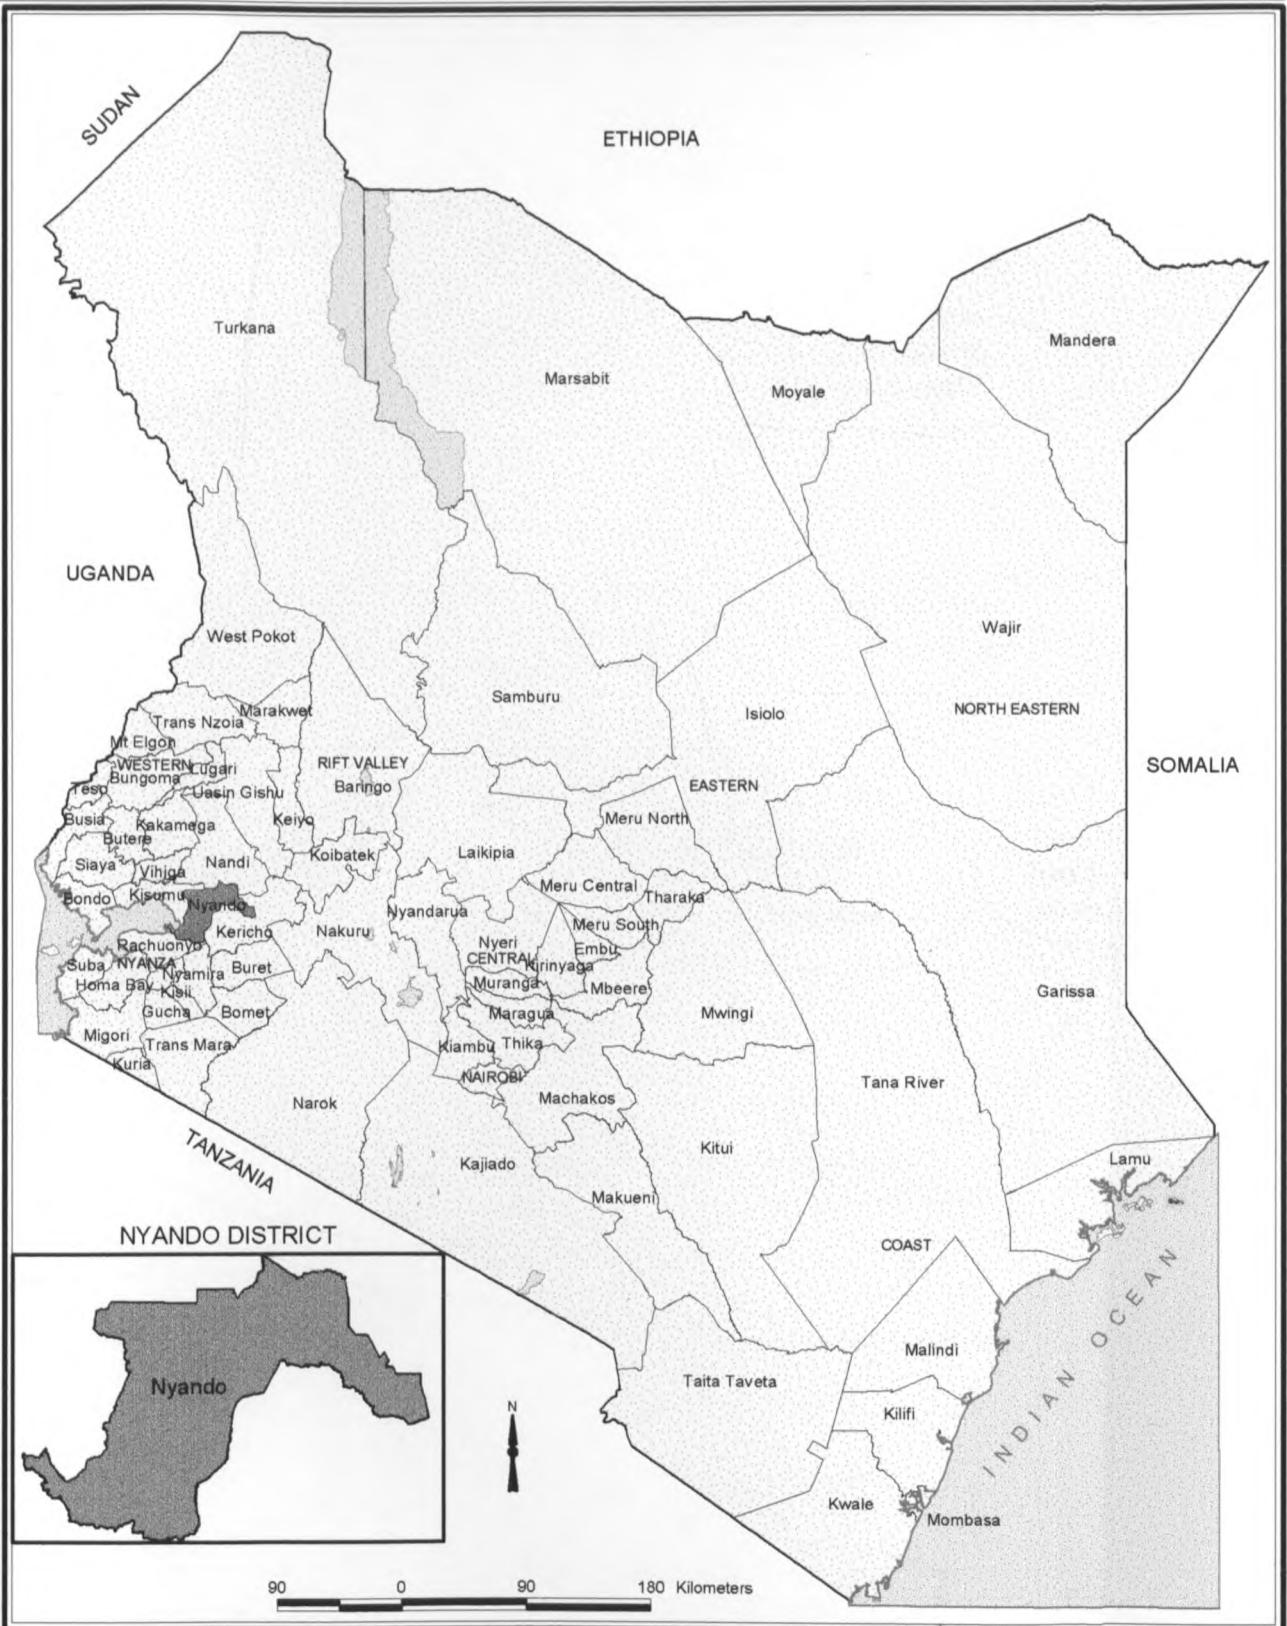 SUDAN
ETHIOPIA
Turkana
Marsabit
Moyale
Mandera
UGANDA
West Pokot
Wajir
Samburu
Marakwet
Trans Nzoia
Isiolo
NORTH EASTERN
Mt Elgon
WESTERN
Lugari
RIFT VALLEY
SOMALIA
Bungoma
Teso
Uasin Gishu
Baringo
EASTERN
Busia
Kakamega
Keiyo
Meru North
Butere
Siaya
Vihiga
Nandi
Koibatek
Laikipia
Bondo
Kisumu
Nyando
Meru Central
Tharaka
Nyandarua
Kericho
Nakuru
Meru South
Rachuonyo
Nyeri
Embu
CENTRAL
Kirinyaga
Suba
NYANZA
Nyamira
Buret
Homa Bay
Kisii
Muranga
Mbeere
Garissa
Gucha
Bomet
Maragua
Mwingi
Migori
Trans Mara
Kiambu
Thika
Kuria
NAIROBI
Tana River
Narok
Machakos
Kitui
TANZANIA
Kajiado
Lamu
Makueni
NYANDO DISTRICT
COAST
INDIAN OCEAN
Malindi
Nyando
Taita Taveta
N
Kilifi
Kwale
Mombasa
90 0 90 180 Kilometers